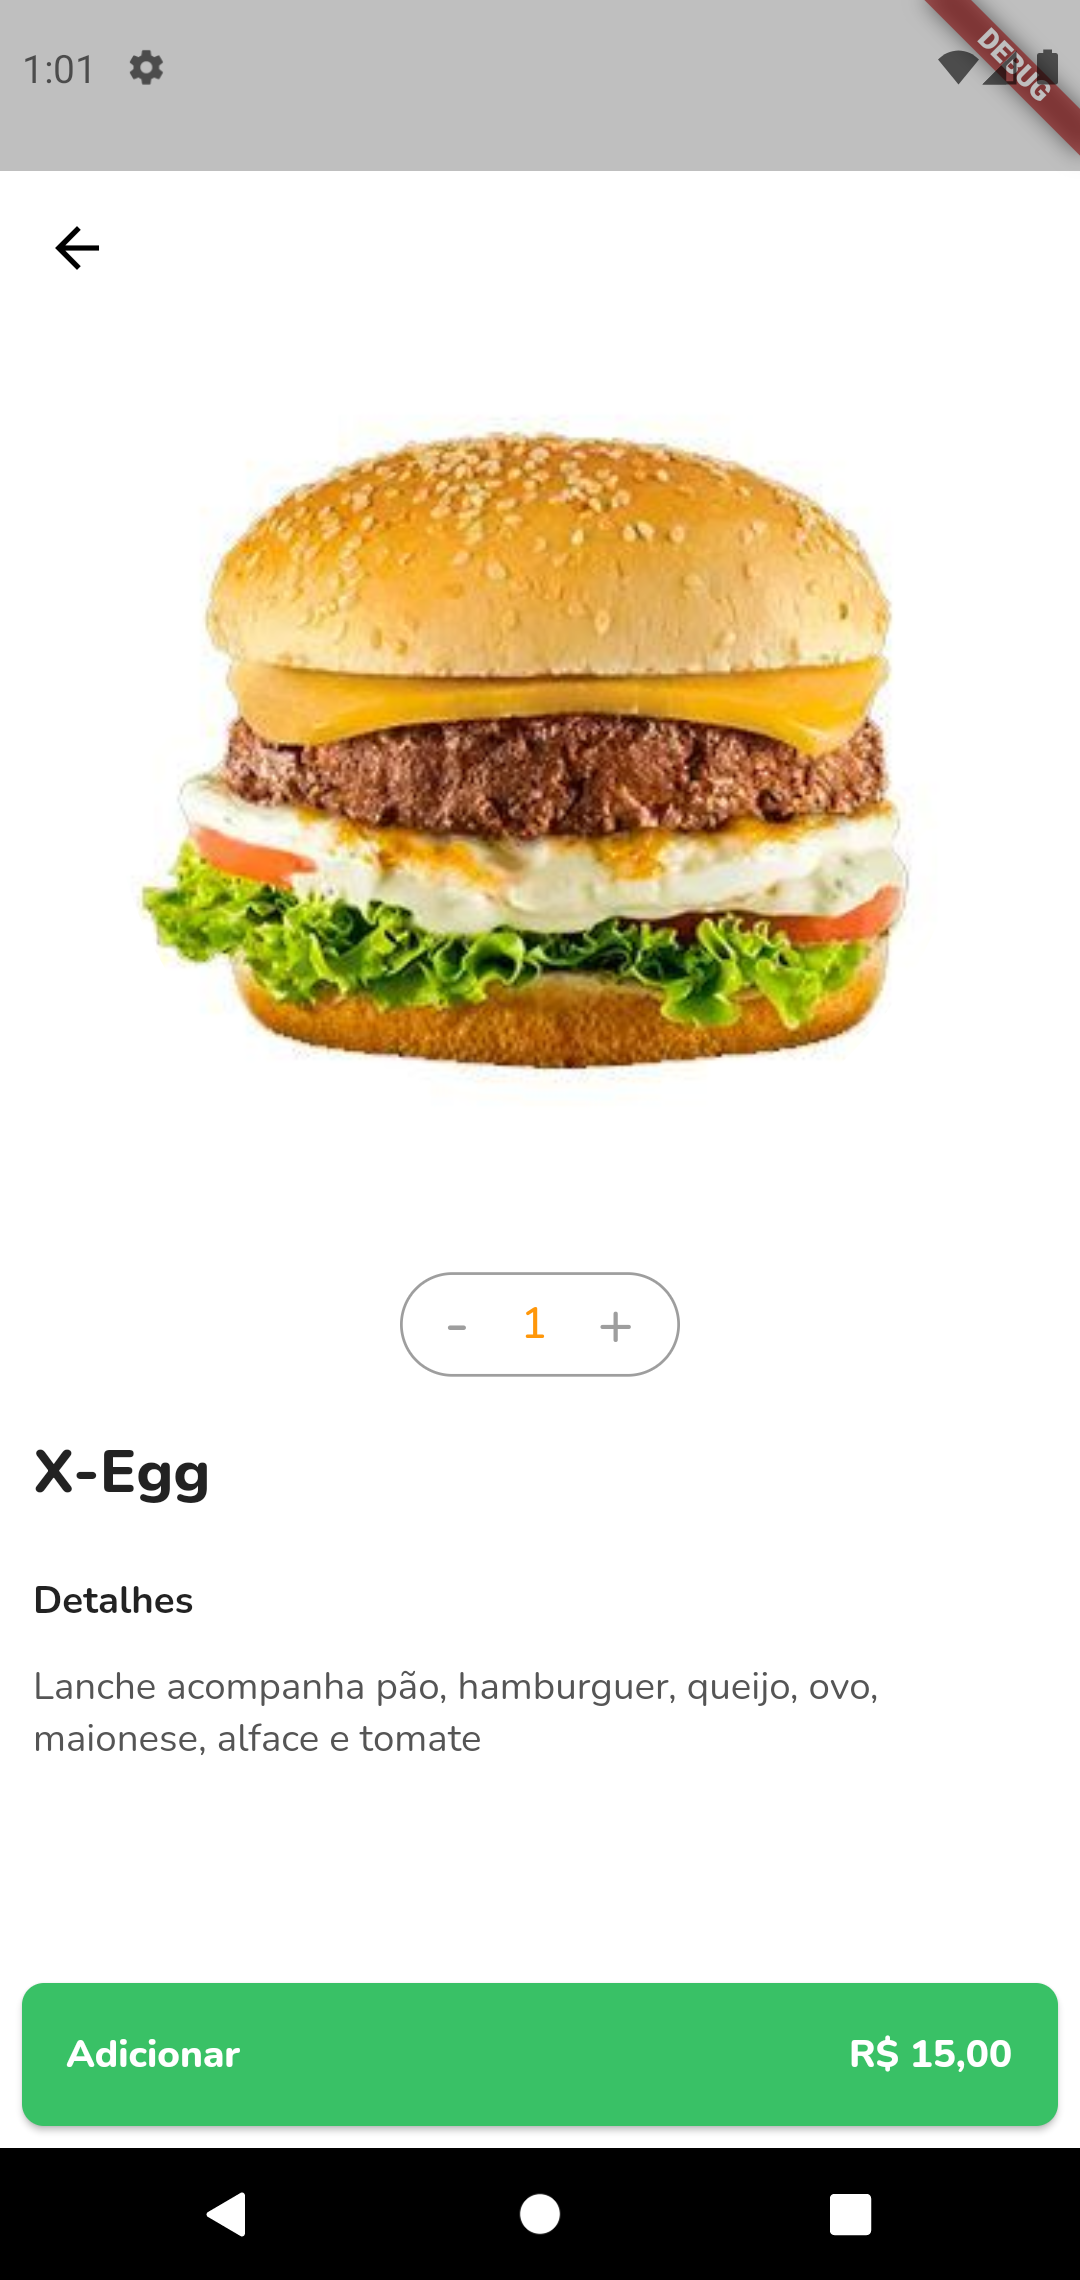 1:01
DEBUG
- 1 +
X-Egg
Detalhes
Lanche acompanha pão, hamburguer, queijo, ovo,
maionese, alface e tomate
Adicionar R$ 15,00